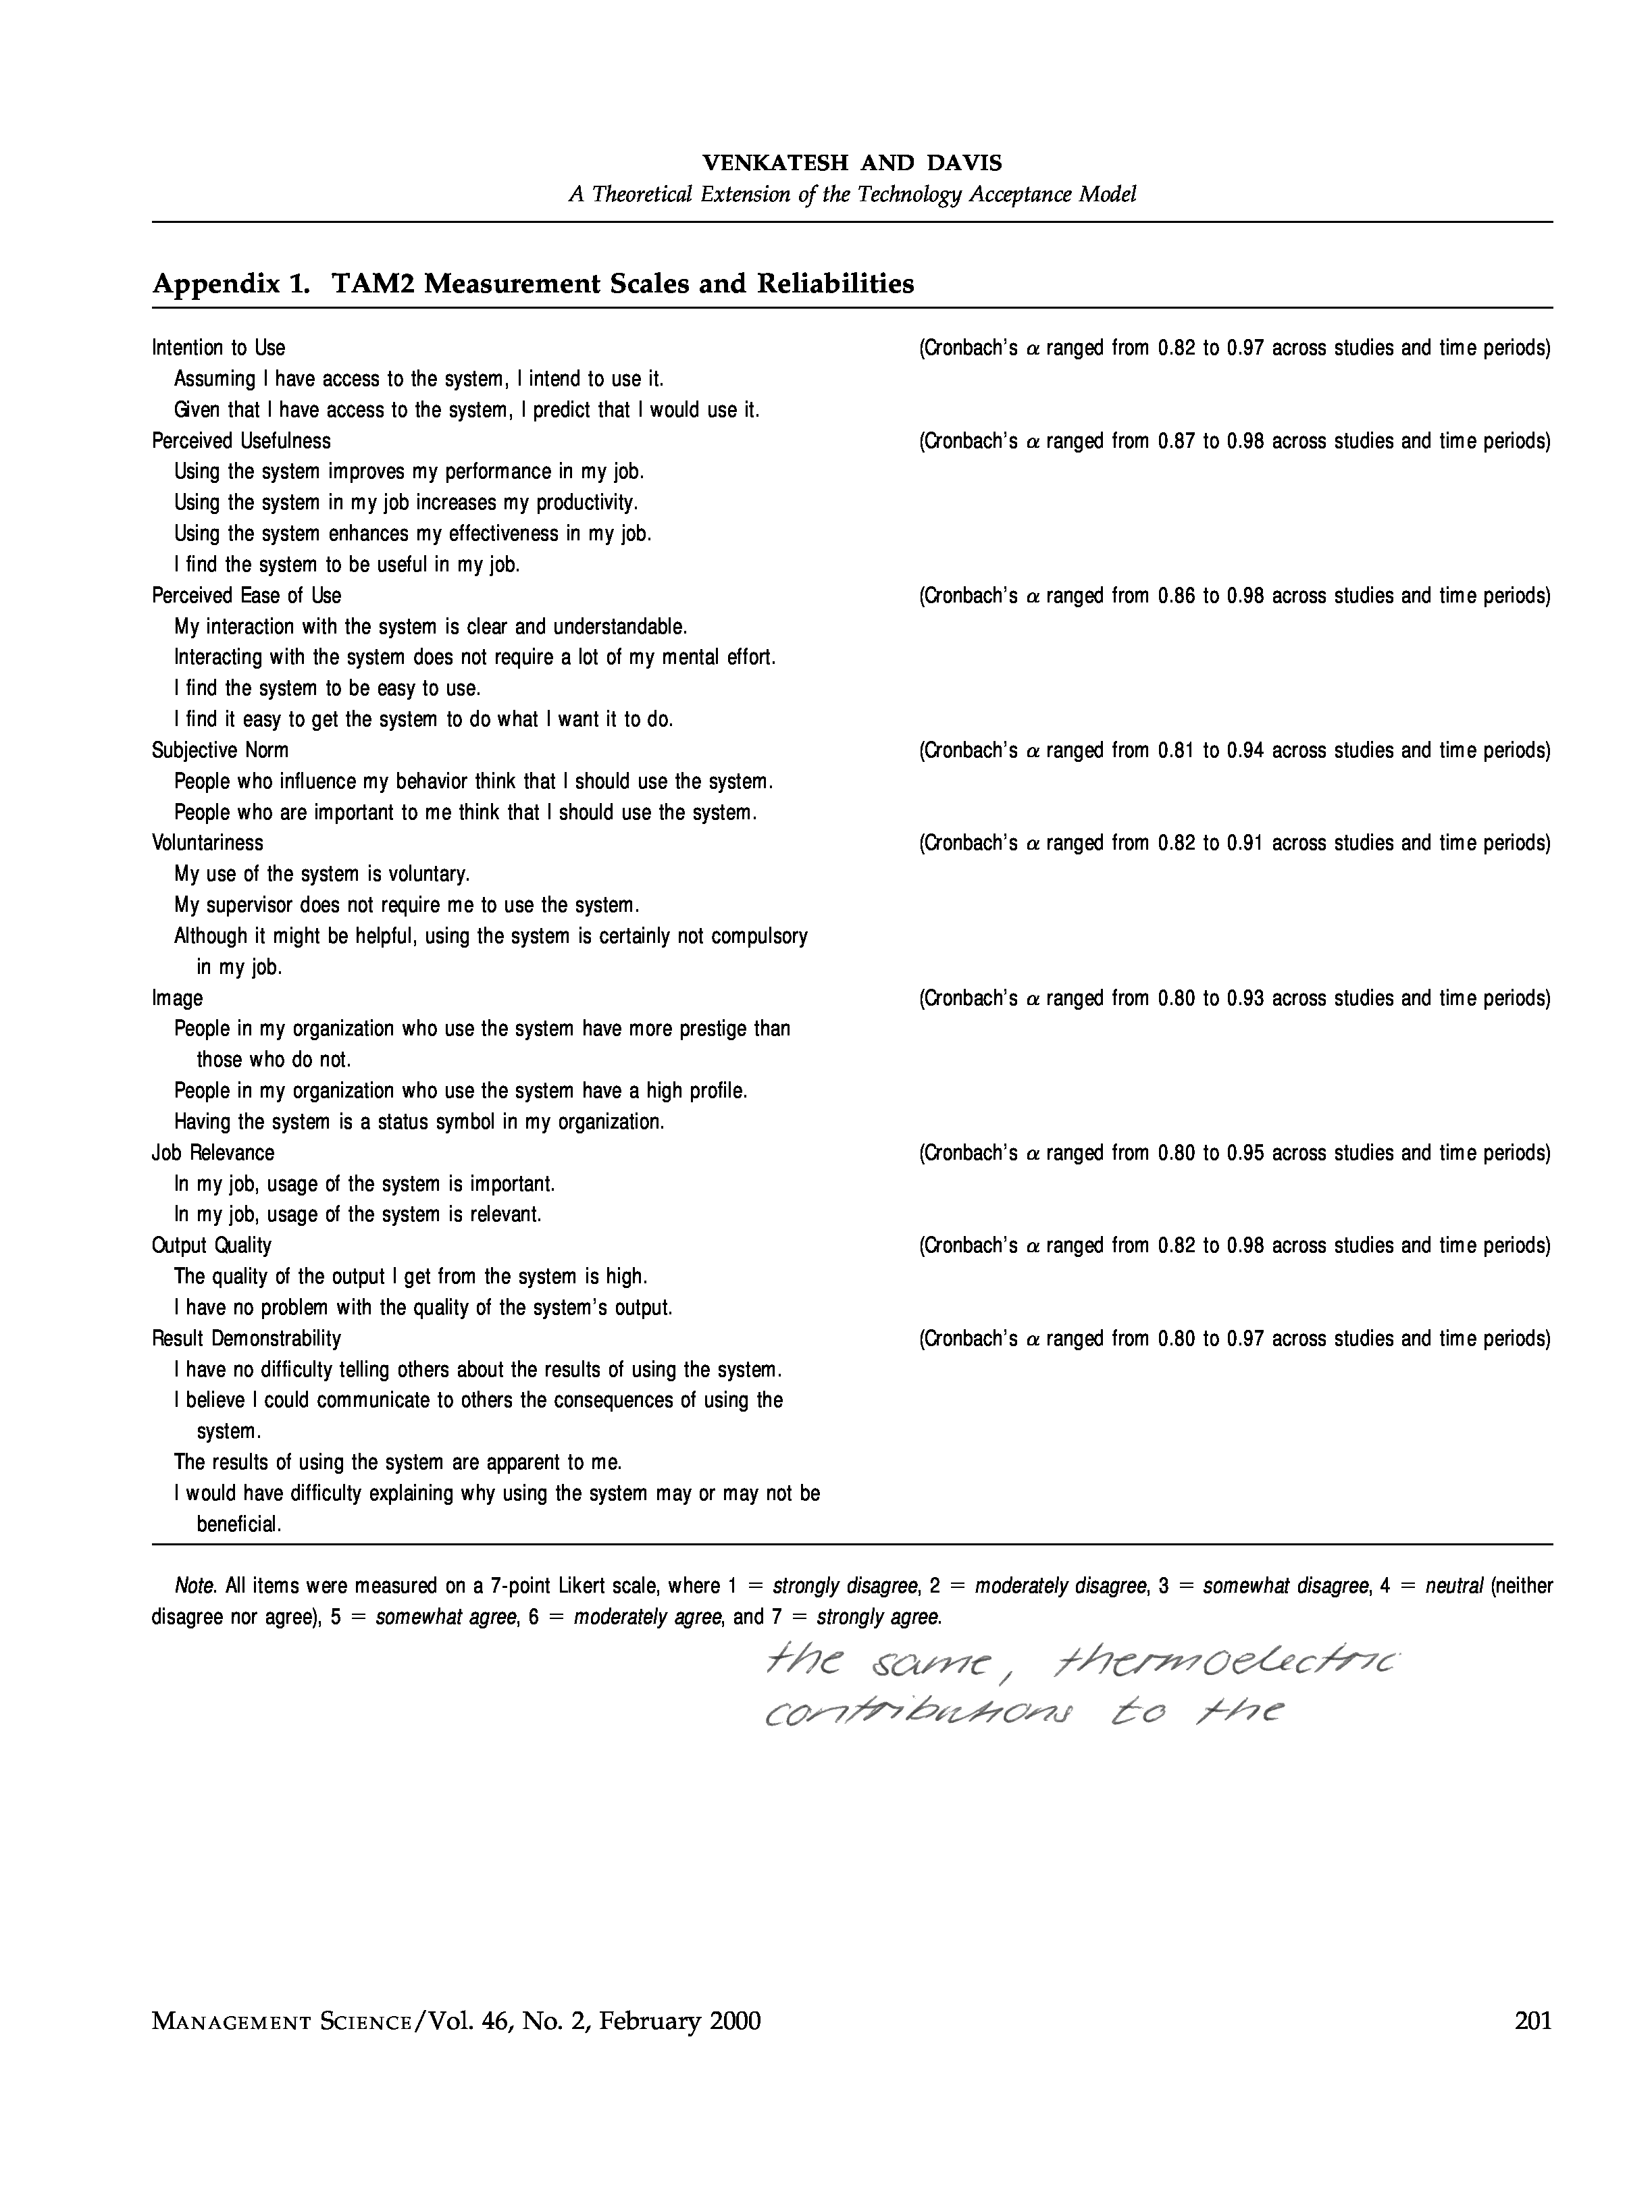 VENKATESH AND DAVIS
A Theoretical Extension of the Technology Acceptance Model
Appendix 1. TAM2 Measurement Scales and Reliabilities
Intention to Use (Cronbach's α ranged from 0.82 to 0.97 across studies and time periods)
Assuming I have access to the system, I intend to use it.
Given that I have access to the system, I predict that I would use it.
Perceived Usefulness (Cronbach's α ranged from 0.87 to 0.98 across studies and time periods)
Using the system improves my performance in my job.
Using the system in my job increases my productivity.
Using the system enhances my effectiveness in my job.
I find the system to be useful in my job.
Perceived Ease of Use (Cronbach's α ranged from 0.86 to 0.98 across studies and time periods)
My interaction with the system is clear and understandable.
Interacting with the system does not require a lot of my mental effort.
I find the system to be easy to use.
I find it easy to get the system to do what I want it to do.
Subjective Norm (Cronbach's α ranged from 0.81 to 0.94 across studies and time periods)
People who influence my behavior think that I should use the system.
People who are important to me think that I should use the system.
Voluntariness (Cronbach's α ranged from 0.82 to 0.91 across studies and time periods)
My use of the system is voluntary.
My supervisor does not require me to use the system.
Although it might be helpful, using the system is certainly not compulsory
in my job.
Image (Cronbach's α ranged from 0.80 to 0.93 across studies and time periods)
People in my organization who use the system have more prestige than
those who do not.
People in my organization who use the system have a high profile.
Having the system is a status symbol in my organization.
Job Relevance (Cronbach's α ranged from 0.80 to 0.95 across studies and time periods)
In my job, usage of the system is important.
In my job, usage of the system is relevant.
Output Quality (Cronbach's α ranged from 0.82 to 0.98 across studies and time periods)
The quality of the output I get from the system is high.
I have no problem with the quality of the system's output.
Result Demonstrability (Cronbach's α ranged from 0.80 to 0.97 across studies and time periods)
I have no difficulty telling others about the results of using the system.
I believe I could communicate to others the consequences of using the
system.
The results of using the system are apparent to me.
I would have difficulty explaining why using the system may or may not be
beneficial.
Note. All items were measured on a 7-point Likert scale, where 1 = strongly disagree, 2 = moderately disagree, 3 = somewhat disagree, 4 = neutral (neither
disagree nor agree), 5 = somewhat agree, 6 = moderately agree, and 7 = strongly agree.
the same, thermoelectric
contributions to the
MANAGEMENT SCIENCE/Vol. 46, No. 2, February 2000 201